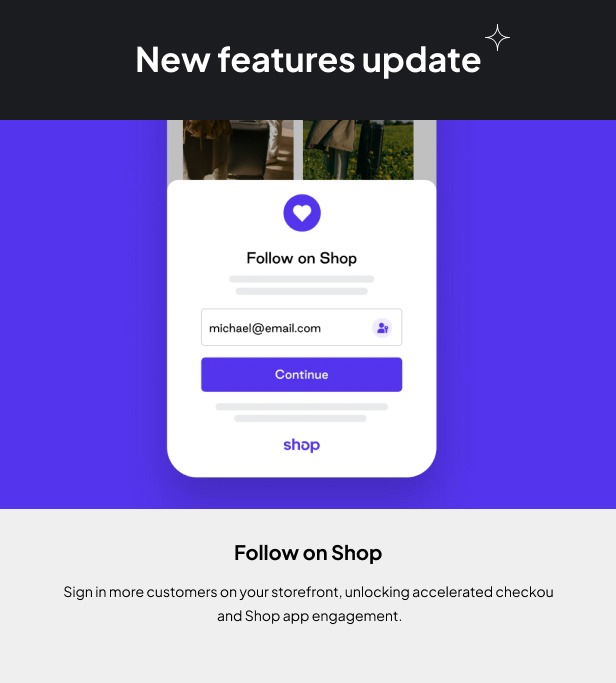 New features update
Follow on Shop
michael@email.com
Continue
shop
Follow on Shop
Sign in more customers on your storefront, unlocking accelerated checkou
and Shop app engagement.